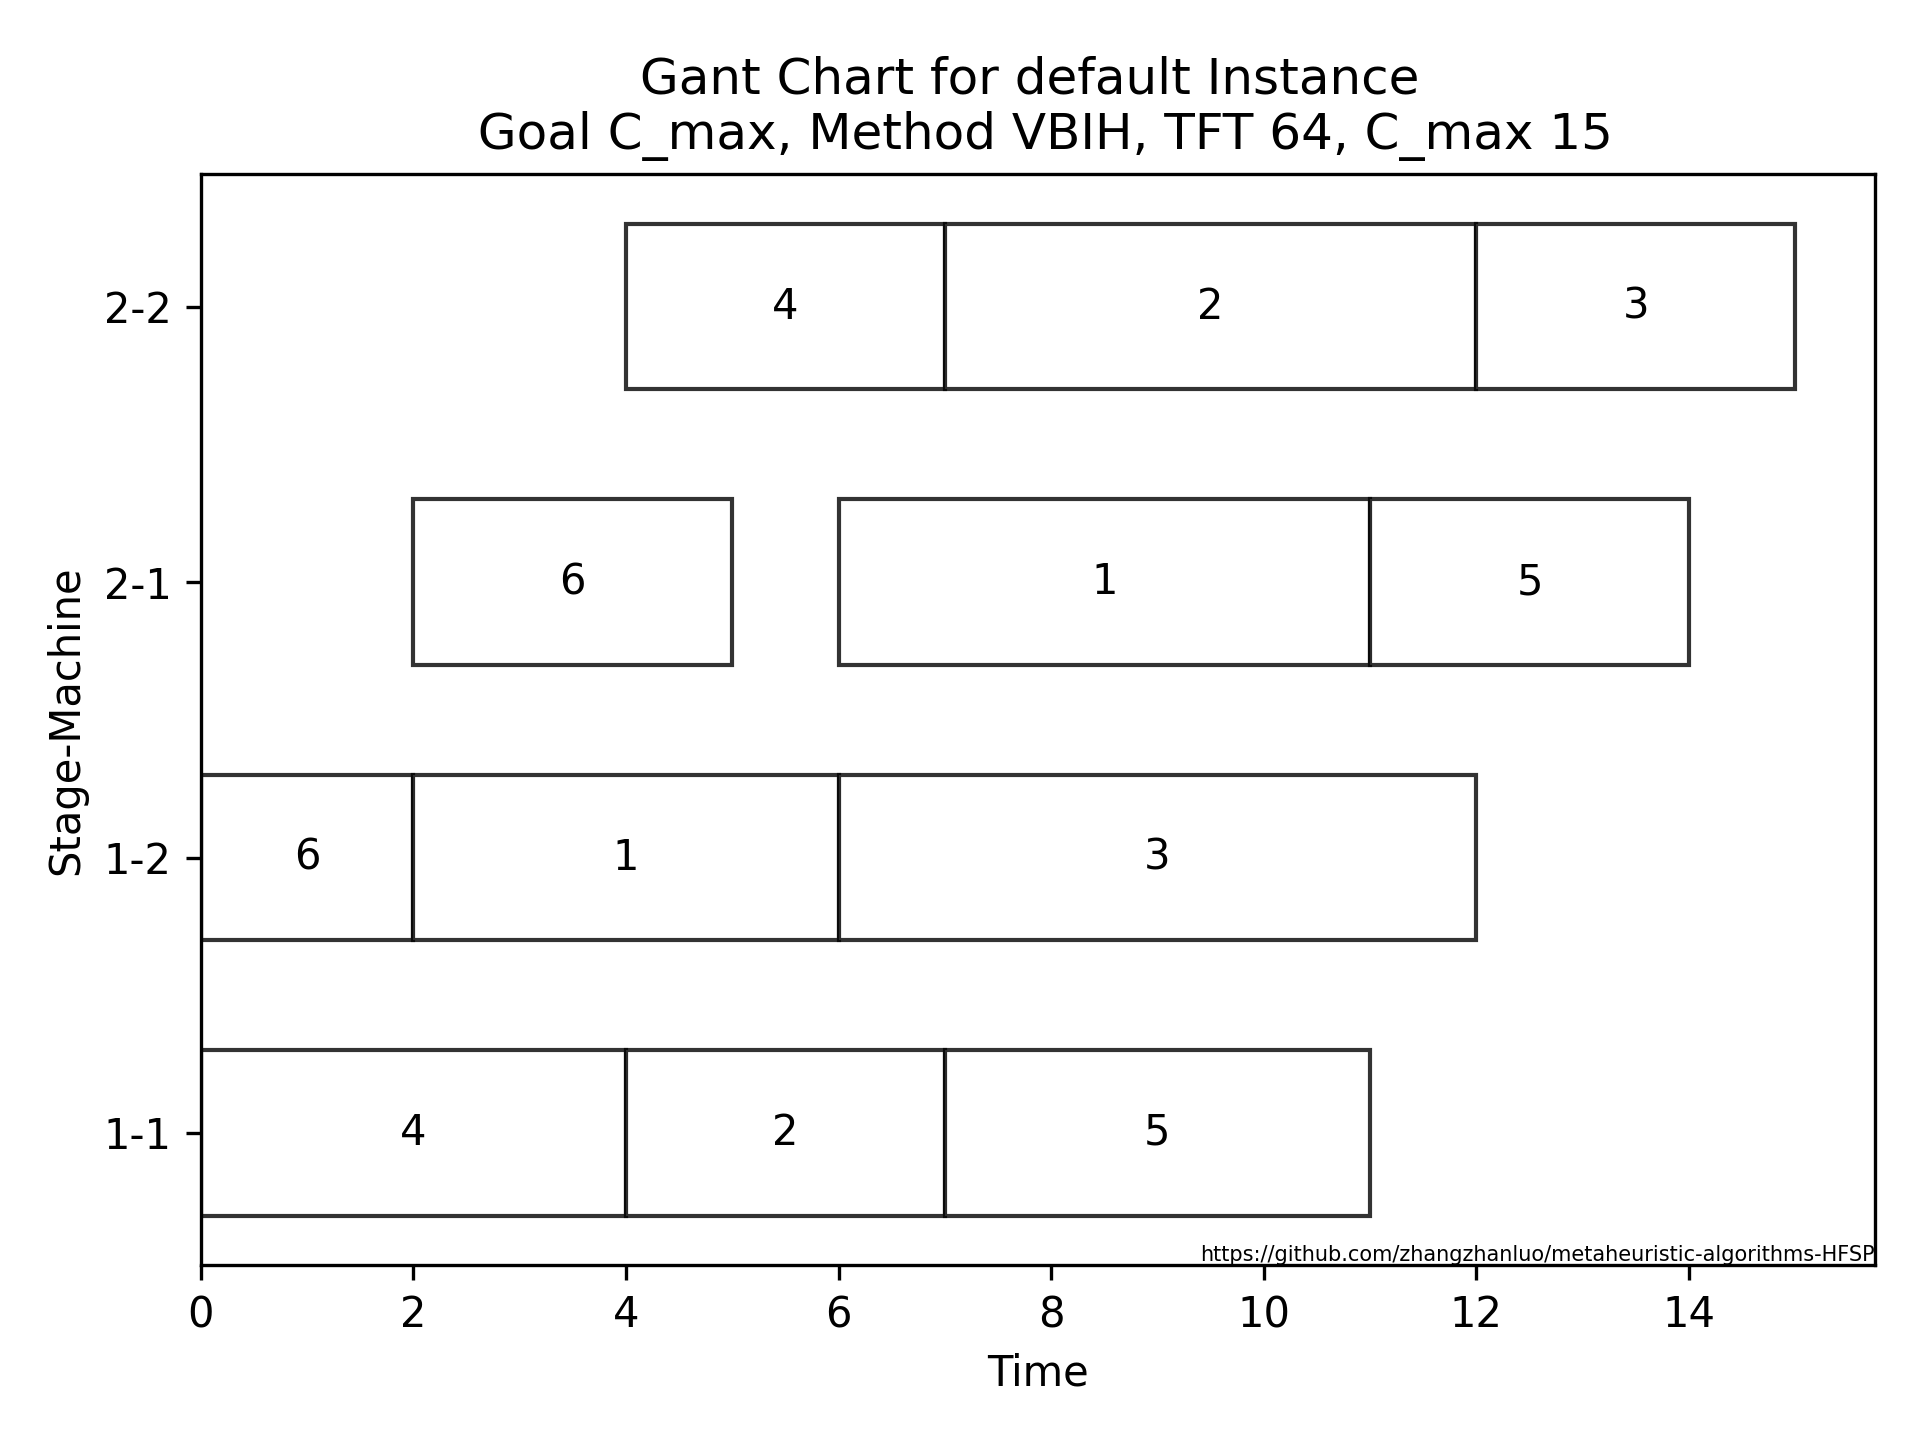 Gant Chart for default Instance
Goal C_max, Method VBIH, TFT 64, C_max 15
2-2
4
2
3
2-1
6
1
5
Stage-Machine
1-2
6
1
3
1-1
4
2
5
https://github.com/zhangzhanluo/metaheuristic-algorithms-HFSP
0 2 4 6 8 10 12 14
Time